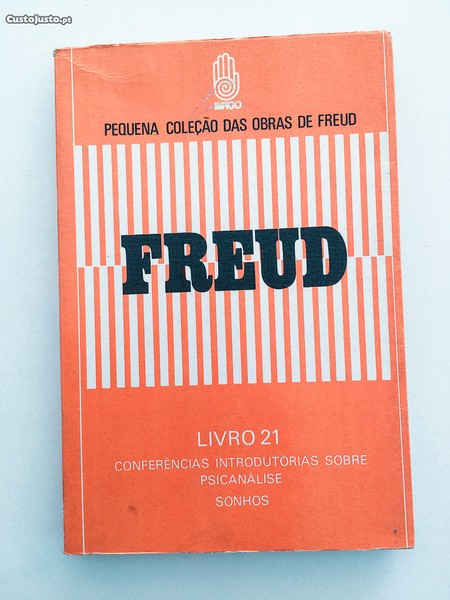 CustoJusto.pt
IMAGO
PEQUENA COLEÇÃO DAS OBRAS DE FREUD
FREUD
LIVRO 21
CONFERÊNCIAS INTRODUTÓRIAS SOBRE
PSICANÁLISE
SONHOS